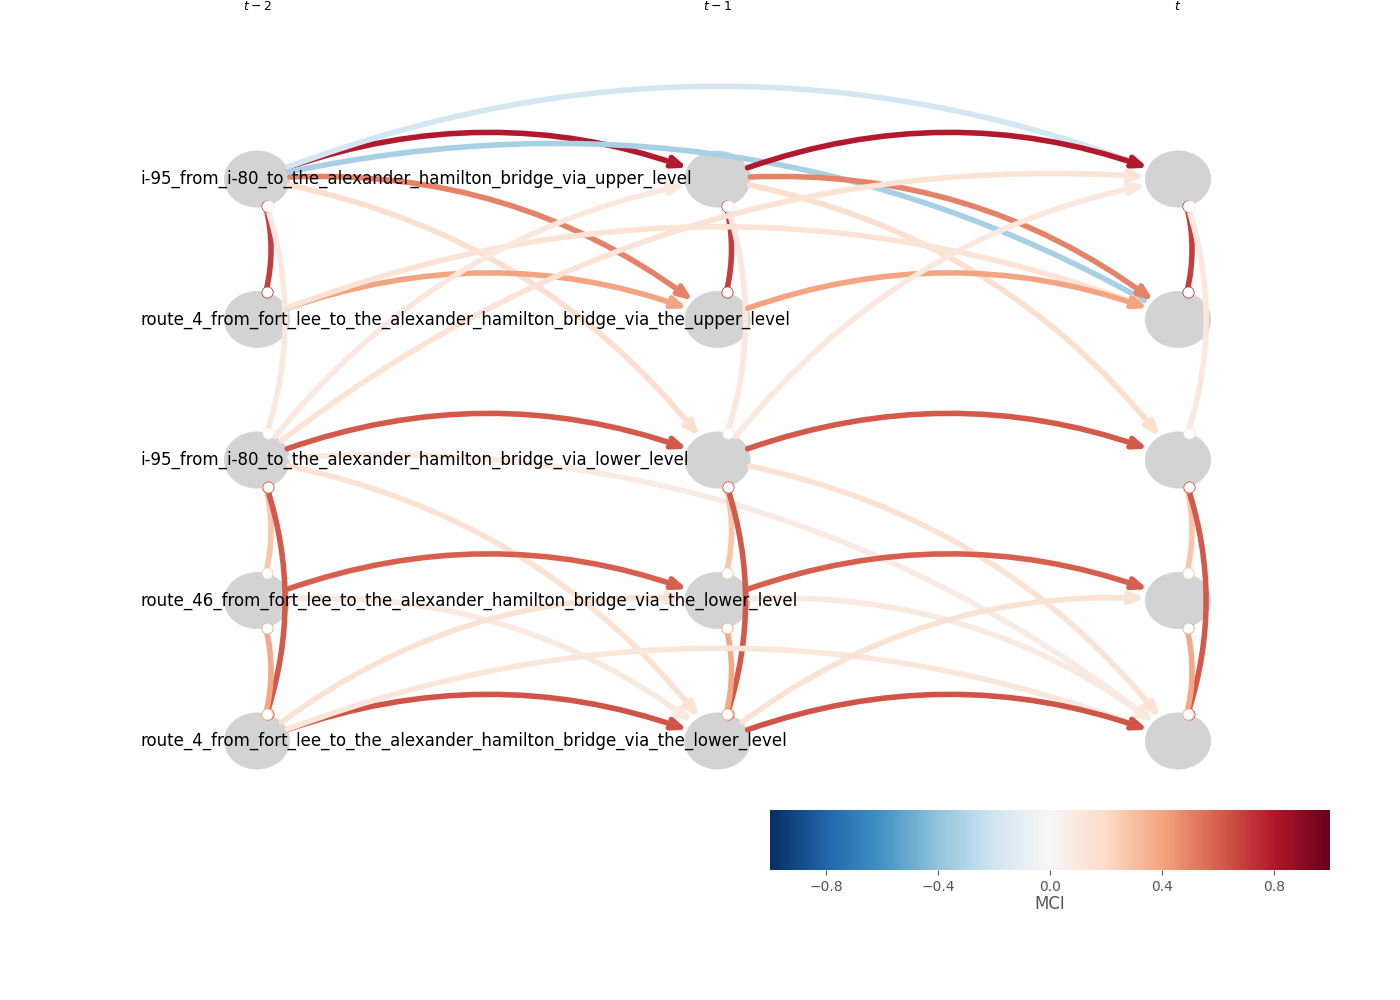 t − 2 t − 1 t
i-95_from_i-80_to_the_alexander_hamilton_bridge_via_upper_level
route_4_from_fort_lee_to_the_alexander_hamilton_bridge_via_the_upper_level
i-95_from_i-80_to_the_alexander_hamilton_bridge_via_lower_level
route_46_from_fort_lee_to_the_alexander_hamilton_bridge_via_the_lower_level
route_4_from_fort_lee_to_the_alexander_hamilton_bridge_via_the_lower_level
−0.8 −0.4 0.0 0.4 0.8
MCI